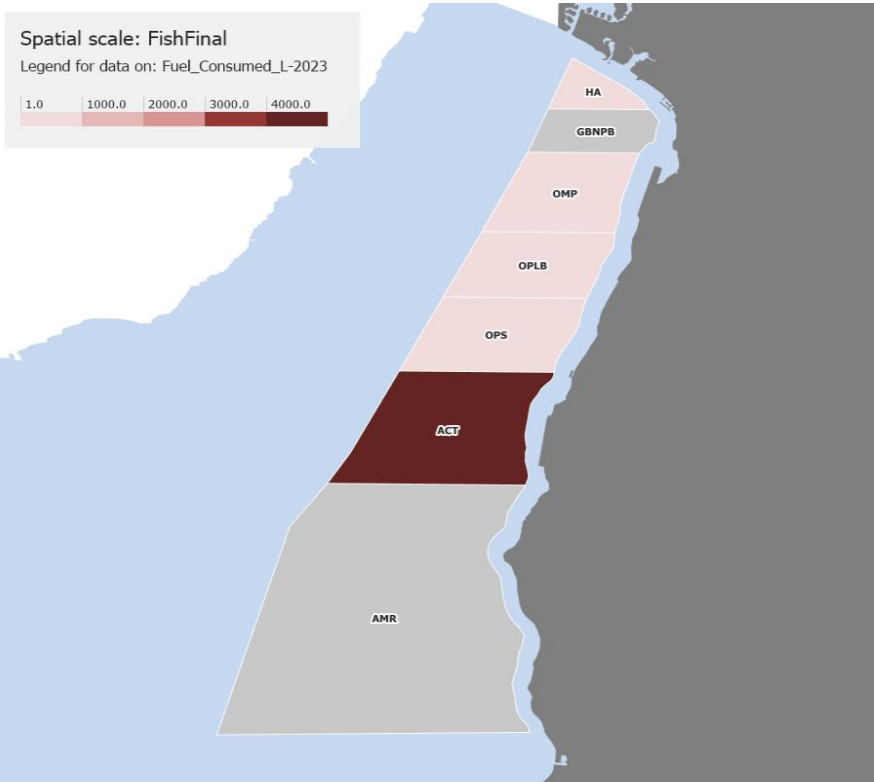 Spatial scale: FishFinal
Legend for data on: Fuel_Consumed_L-2023
1.0 1000.0 2000.0 3000.0 4000.0
HA
GBNPB
OMP
OPLB
OPS
ACT
AMR